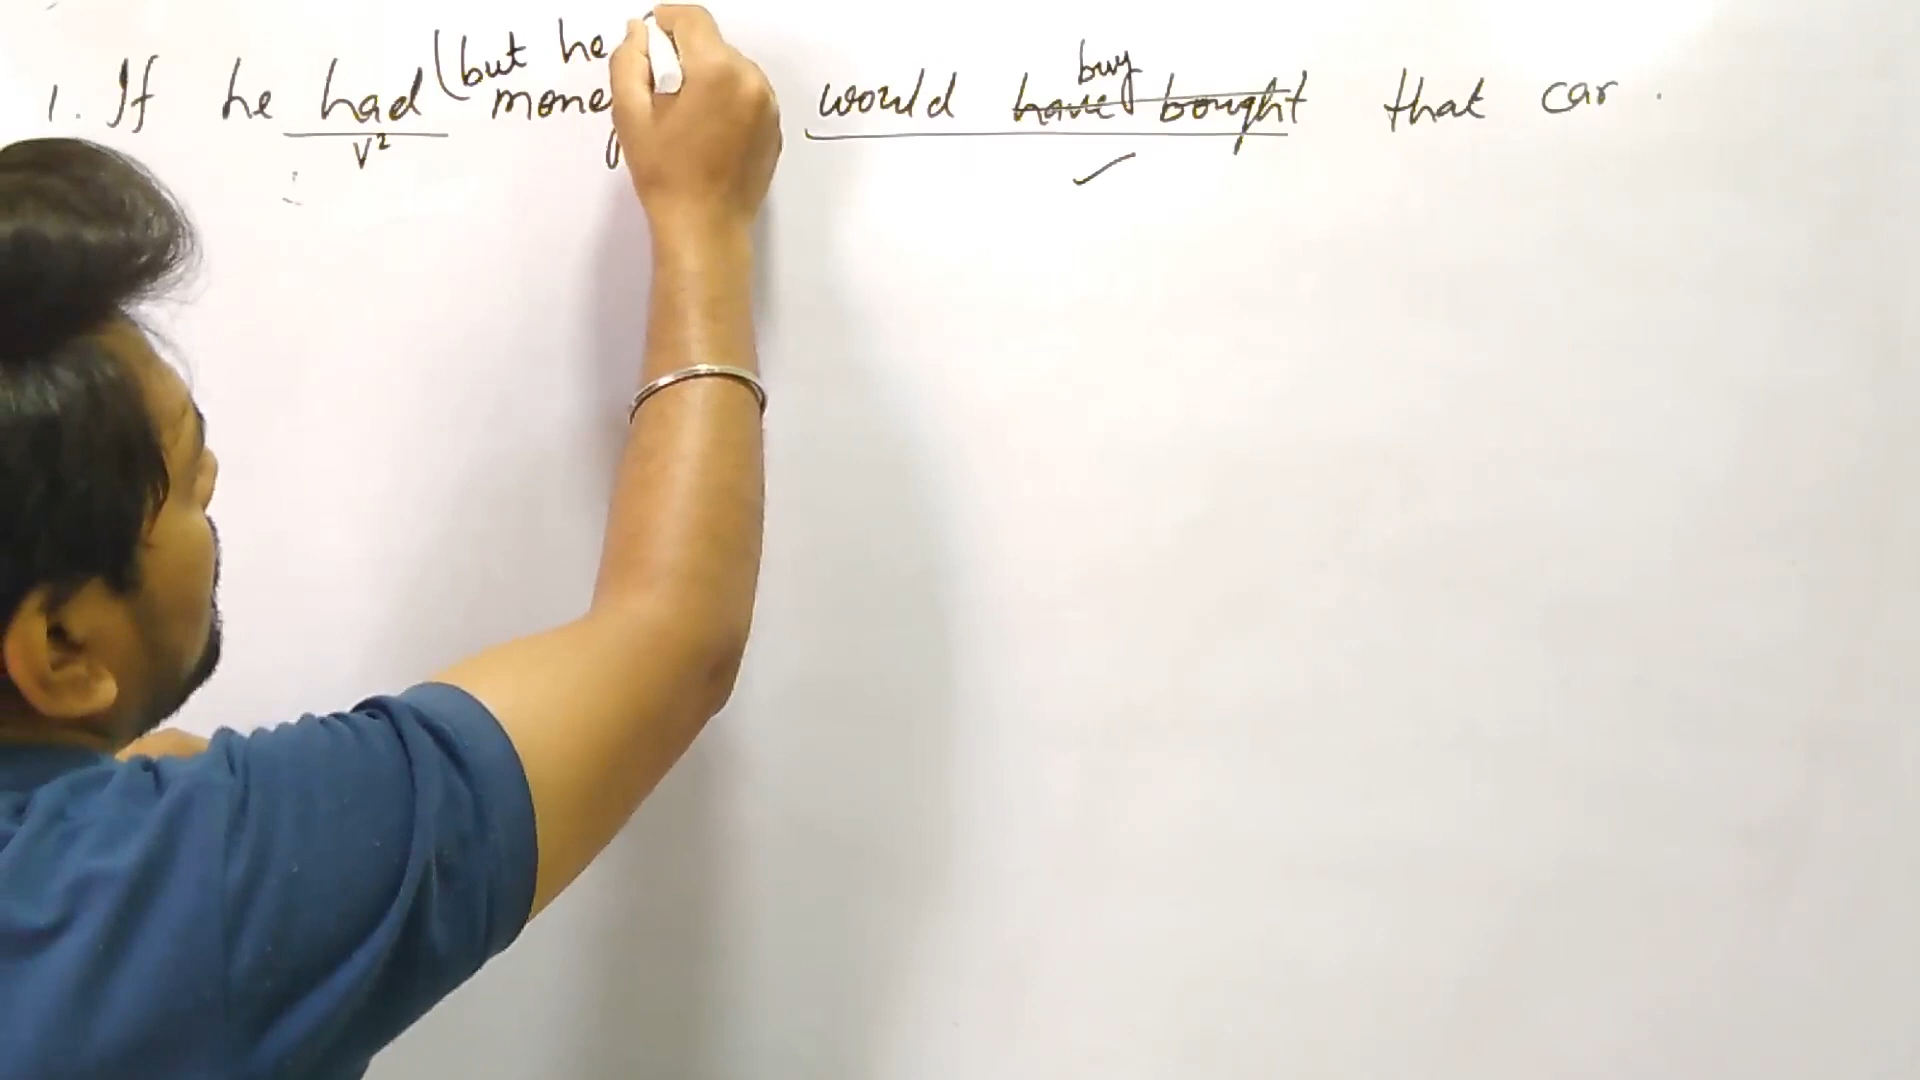 (but he
buy
1. If he had money would have bought that car .
V²